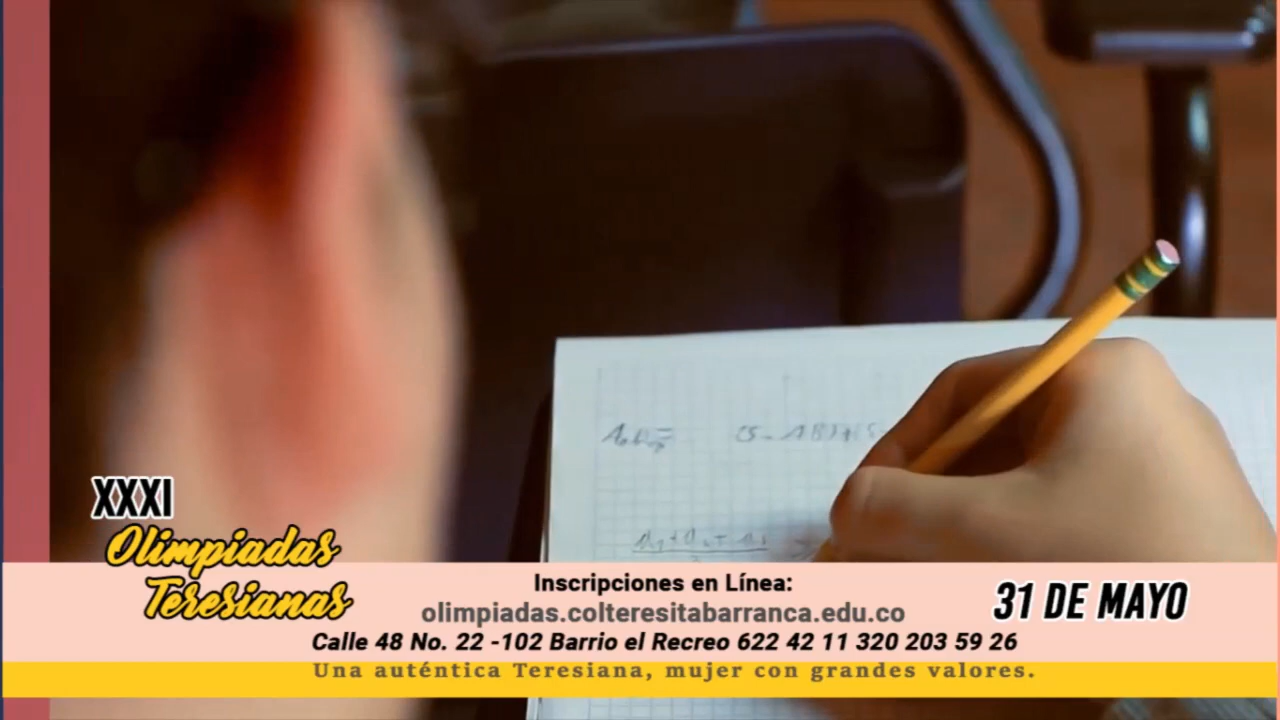 XXXI
Olimpiadas
Teresianas
Inscripciones en Línea:
olimpiadas.colteresitabarranca.edu.co
Calle 48 No. 22 -102 Barrio el Recreo 622 42 11 320 203 59 26
31 DE MAYO
Una auténtica Teresiana, mujer con grandes valores.